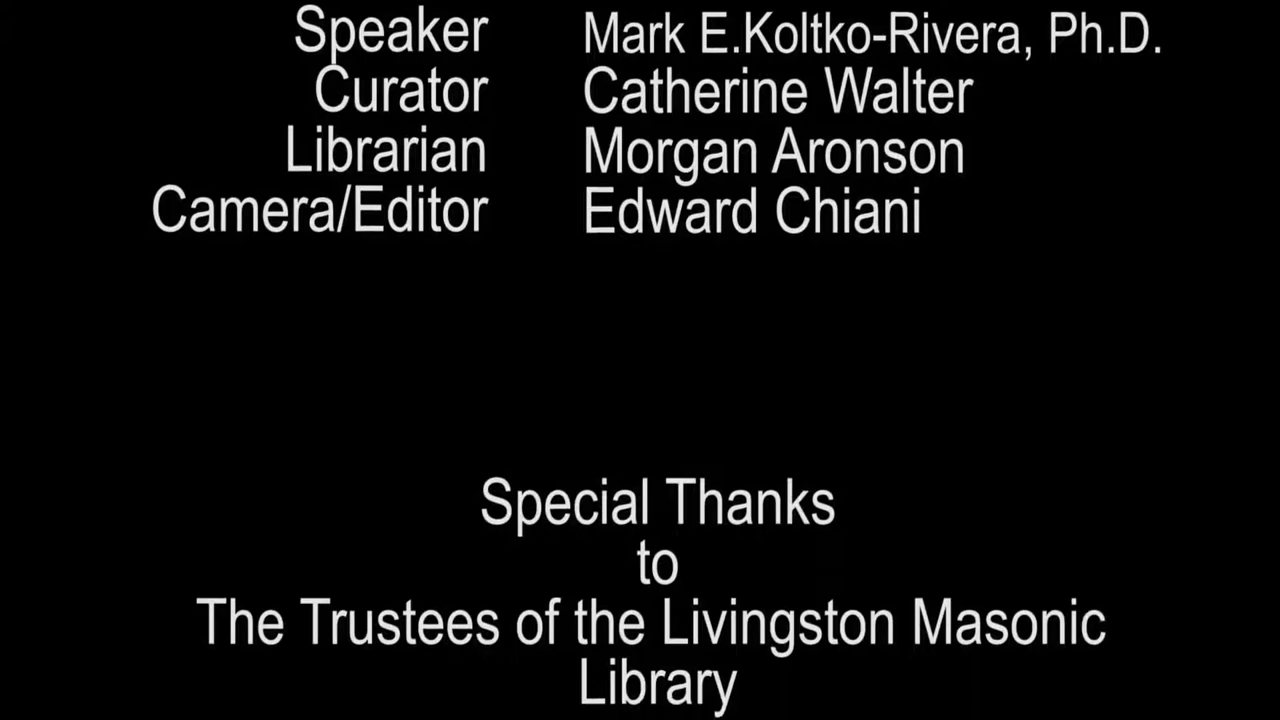 Speaker Mark E.Koltko-Rivera, Ph.D.
Curator Catherine Walter
Librarian Morgan Aronson
Camera/Editor Edward Chiani
Special Thanks
to
The Trustees of the Livingston Masonic
Library